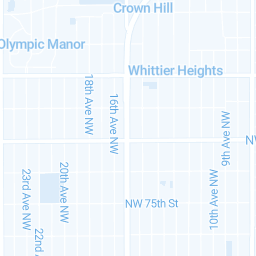 Crown Hill
Olympic Manor
Whittier Heights
18th Ave NW
16th Ave NW
9th Ave NW
23rd Ave NW
20th Ave NW
NW 75th St
10th Ave NW
22nd